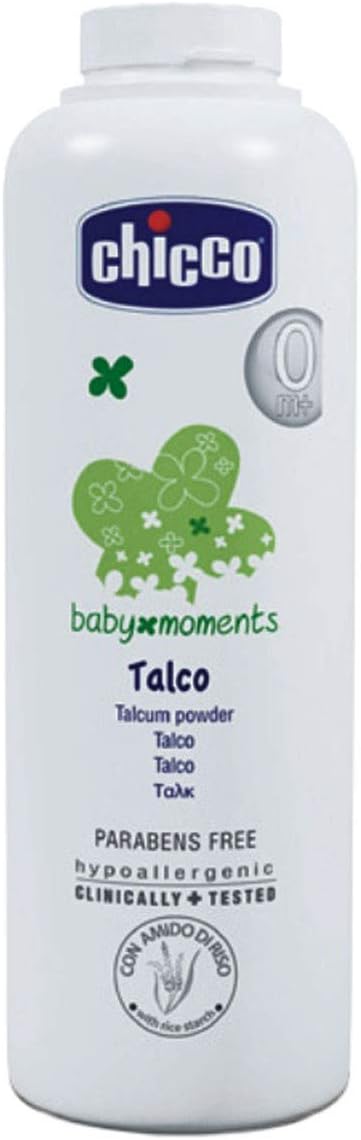 chicco
0
m+
baby moments
Talco
Talcum powder
Talco
Talco
Ταλκ
PARABENS FREE
hypoallergenic
CLINICALLY + TESTED
CON AMIDO DI RISO
with rice starch